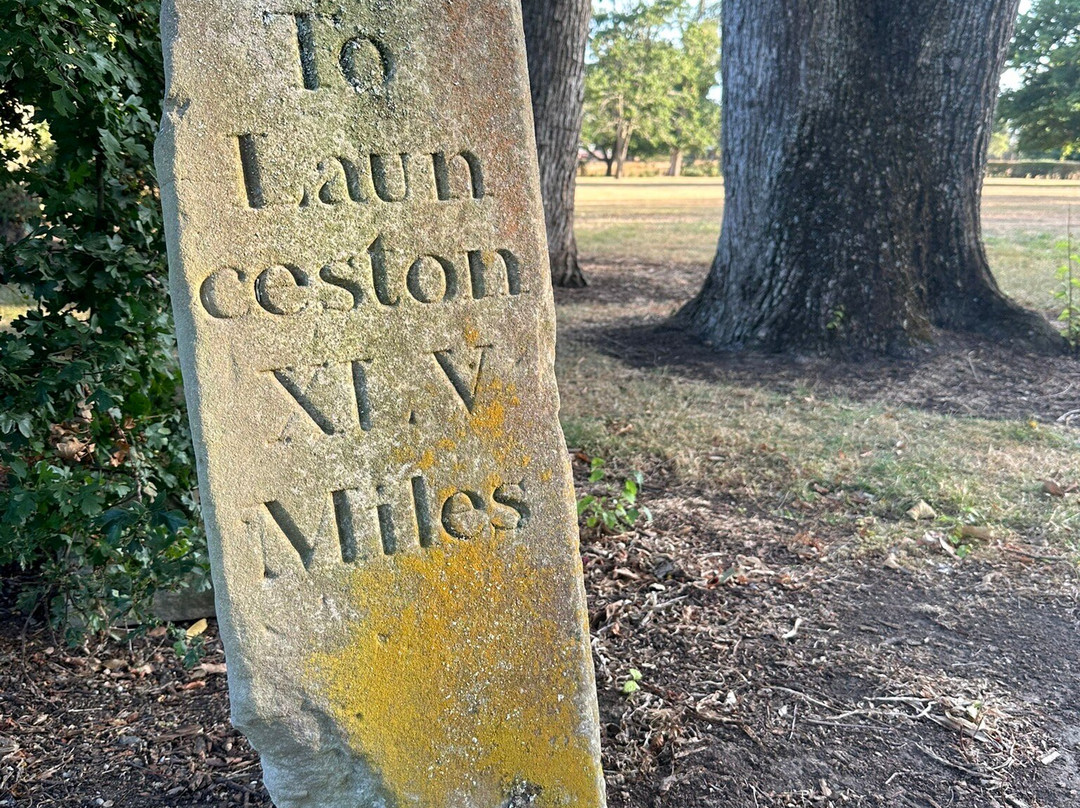 To
Laun
ceston
XLV
Miles